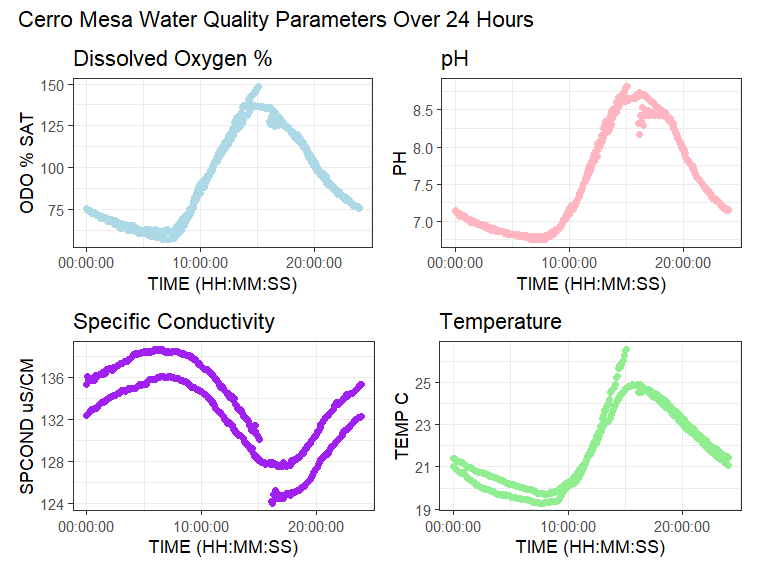 Cerro Mesa Water Quality Parameters Over 24 Hours
Dissolved Oxygen %
ODO % SAT
150
125
100
75
00:00:00 10:00:00 20:00:00
TIME (HH:MM:SS)
pH
PH
8.5
8.0
7.5
7.0
00:00:00 10:00:00 20:00:00
TIME (HH:MM:SS)
Specific Conductivity
SPCOND uS/CM
136
132
128
124
00:00:00 10:00:00 20:00:00
TIME (HH:MM:SS)
Temperature
TEMP C
25
23
21
19
00:00:00 10:00:00 20:00:00
TIME (HH:MM:SS)